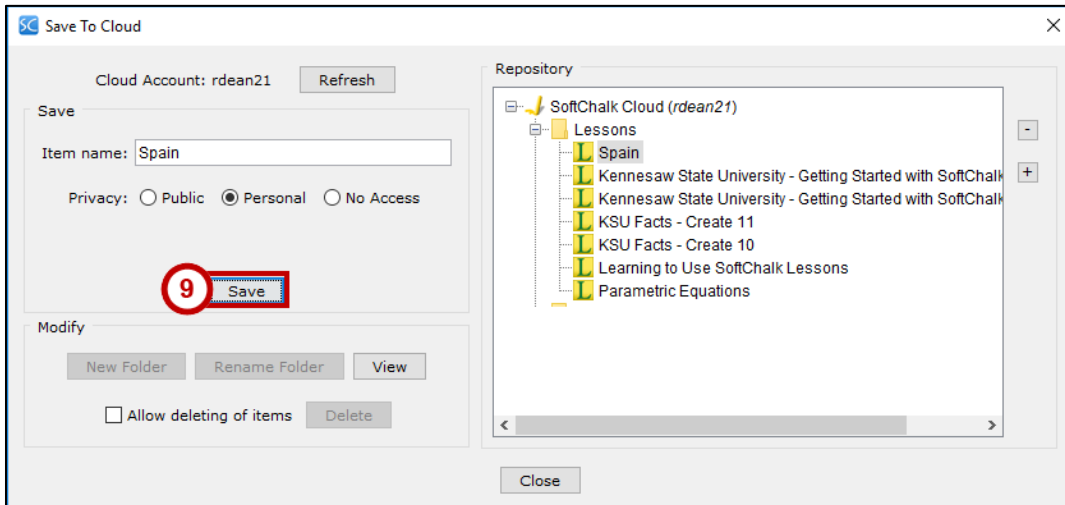 SC Save To Cloud
Cloud Account: rdean21
Refresh
Save
Item name: Spain
Privacy: Public Personal No Access
9 Save
Modify
New Folder Rename Folder View
Allow deleting of items Delete
Repository
SoftChalk Cloud (rdean21)
Lessons
L Spain
L Kennesaw State University - Getting Started with SoftChalk
L Kennesaw State University - Getting Started with SoftChalk
L KSU Facts - Create 11
L KSU Facts - Create 10
L Learning to Use SoftChalk Lessons
L Parametric Equations
-
+
Close